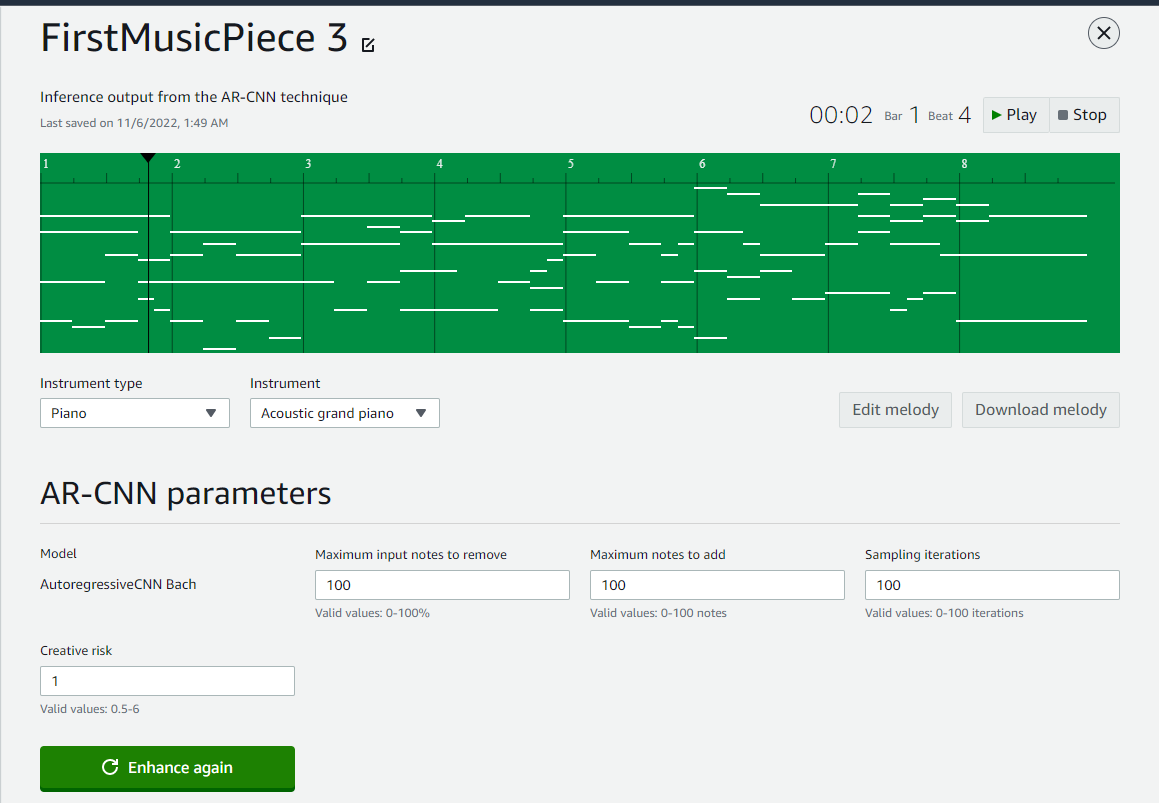 FirstMusicPiece 3
Inference output from the AR-CNN technique
Last saved on 11/6/2022, 1:49 AM
00:02 Bar 1 Beat 4 Play Stop
1 2 3 4 5 6 7 8
Instrument type Instrument
Piano Acoustic grand piano Edit melody Download melody
AR-CNN parameters
Model Maximum input notes to remove Maximum notes to add Sampling iterations
AutoregressiveCNN Bach 100 100 100
Valid values: 0-100% Valid values: 0-100 notes Valid values: 0-100 iterations
Creative risk
1
Valid values: 0.5-6
Enhance again